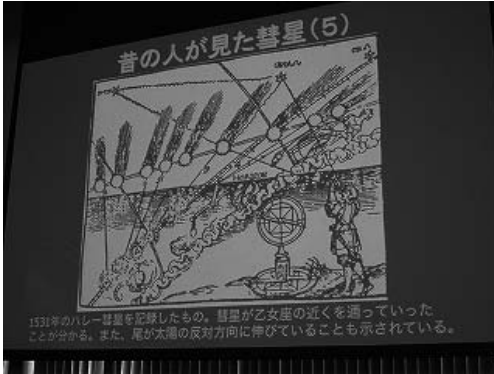 昔の人が見た彗星(5)
1531年のハレー彗星を記録したもの。彗星が乙女座の近くを通っていった
ことが分かる。また、尾が太陽の反対方向に伸びていることも示されている。